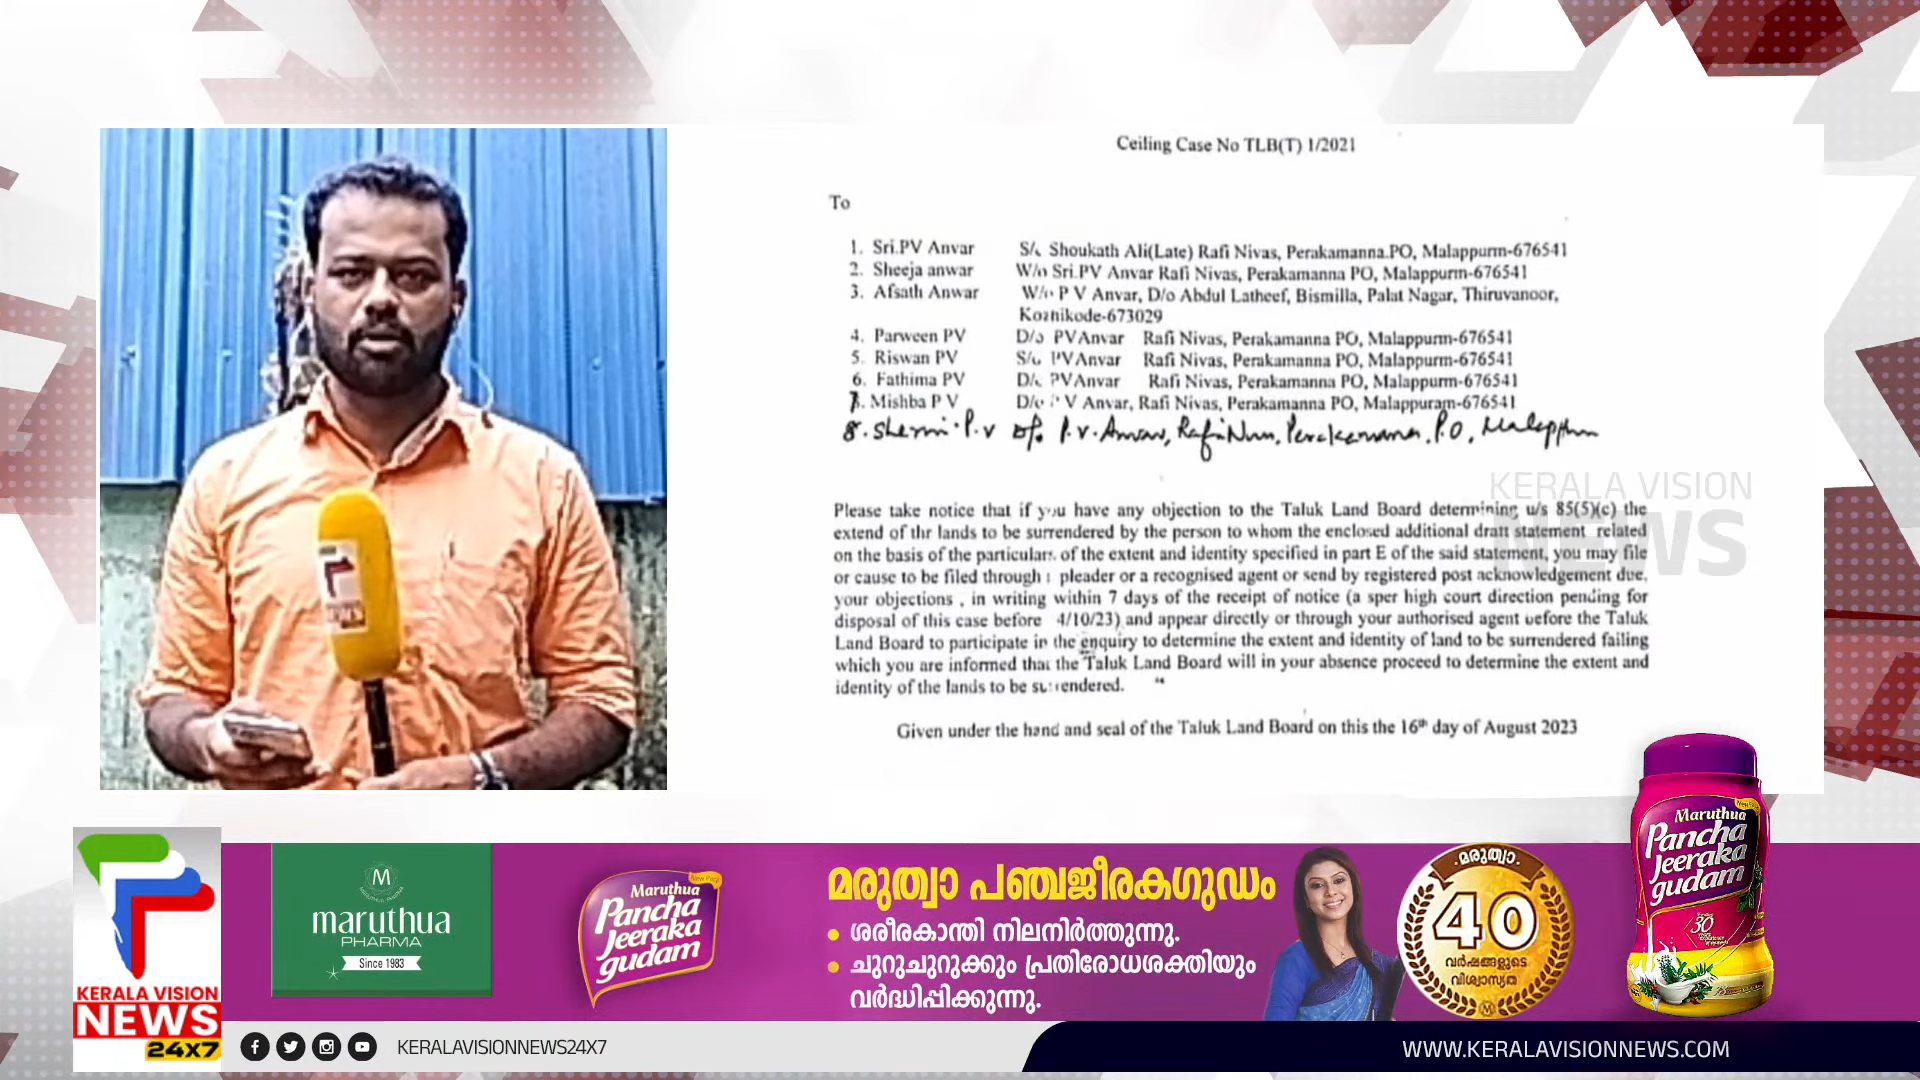 Ceiling Case No TLB(T) 1/2021
To
1. Sri.PV Anvar S/o Shoukath Ali(Late) Rafi Nivas, Perakamanna.PO, Malappurm-676541
2. Sheeja anwar W/o Sri.PV Anvar Rafi Nivas, Perakamanna PO, Malappurm-676541
3. Afsath Anwar W/o P V Anvar, D/o Abdul Latheef, Bismilla, Palat Nagar, Thiruvanoor,
Kozhikode-673029
4. Parween PV D/o PVAnvar Rafi Nivas, Perakamanna PO, Malappurm-676541
5. Riswan PV S/o PVAnvar Rafi Nivas, Perakamanna PO, Malappurm-676541
6. Fathima PV D/o PVAnvar Rafi Nivas, Perakamanna PO, Malappurm-676541
7. Mishba P V D/o P V Anvar, Rafi Nivas, Perakamanna PO, Malappuram-676541
8. Sherin P.V P.V. Anvar, Rafi Perakamanna P.O,
Please take notice that if you have any objection to the Taluk Land Board determining u/s 85(5)(c) the
extend of thr lands to be surrendered by the person to whom the enclosed additional draft statement related
on the basis of the particulars of the extent and identity specified in part E of the said statement, you may file
or cause to be filed through a pleader or a recognised agent or send by registered post acknowledgement due,
your objections , in writing within 7 days of the receipt of notice (a sper high court direction pending for
disposal of this case before 4/10/23) and appear directly or through your authorised agent before the Taluk
Land Board to participate in the enquiry to determine the extent and identity of land to be surrendered failing
which you are informed that the Taluk Land Board will in your absence proceed to determine the extent and
identity of the lands to be surrendered.
Given under the hand and seal of the Taluk Land Board on this the 16th day of August 2023
KERALA VISION
NEWS
maruthua
PHARMA
Since 1983
New Pack
Maruthua
Pancha
Jeeraka
gudam
മരുത്വാ പഞ്ചജീരകഗുഡം
• ശരീരകാന്തി നിലനിർത്തുന്നു.
• ചുറുചുറുക്കും പ്രതിരോധശക്തിയും
വർദ്ധിപ്പിക്കുന്നു.
.മരുത്വാ.
40
വർഷങ്ങളുടെ
വിശ്വാസ്യത
Maruthua
Pancha
Jeeraka
gudam
30
KERALA VISION
NEWS
24x7
KERALAVISIONNEWS24X7
WWW.KERALAVISIONNEWS.COM